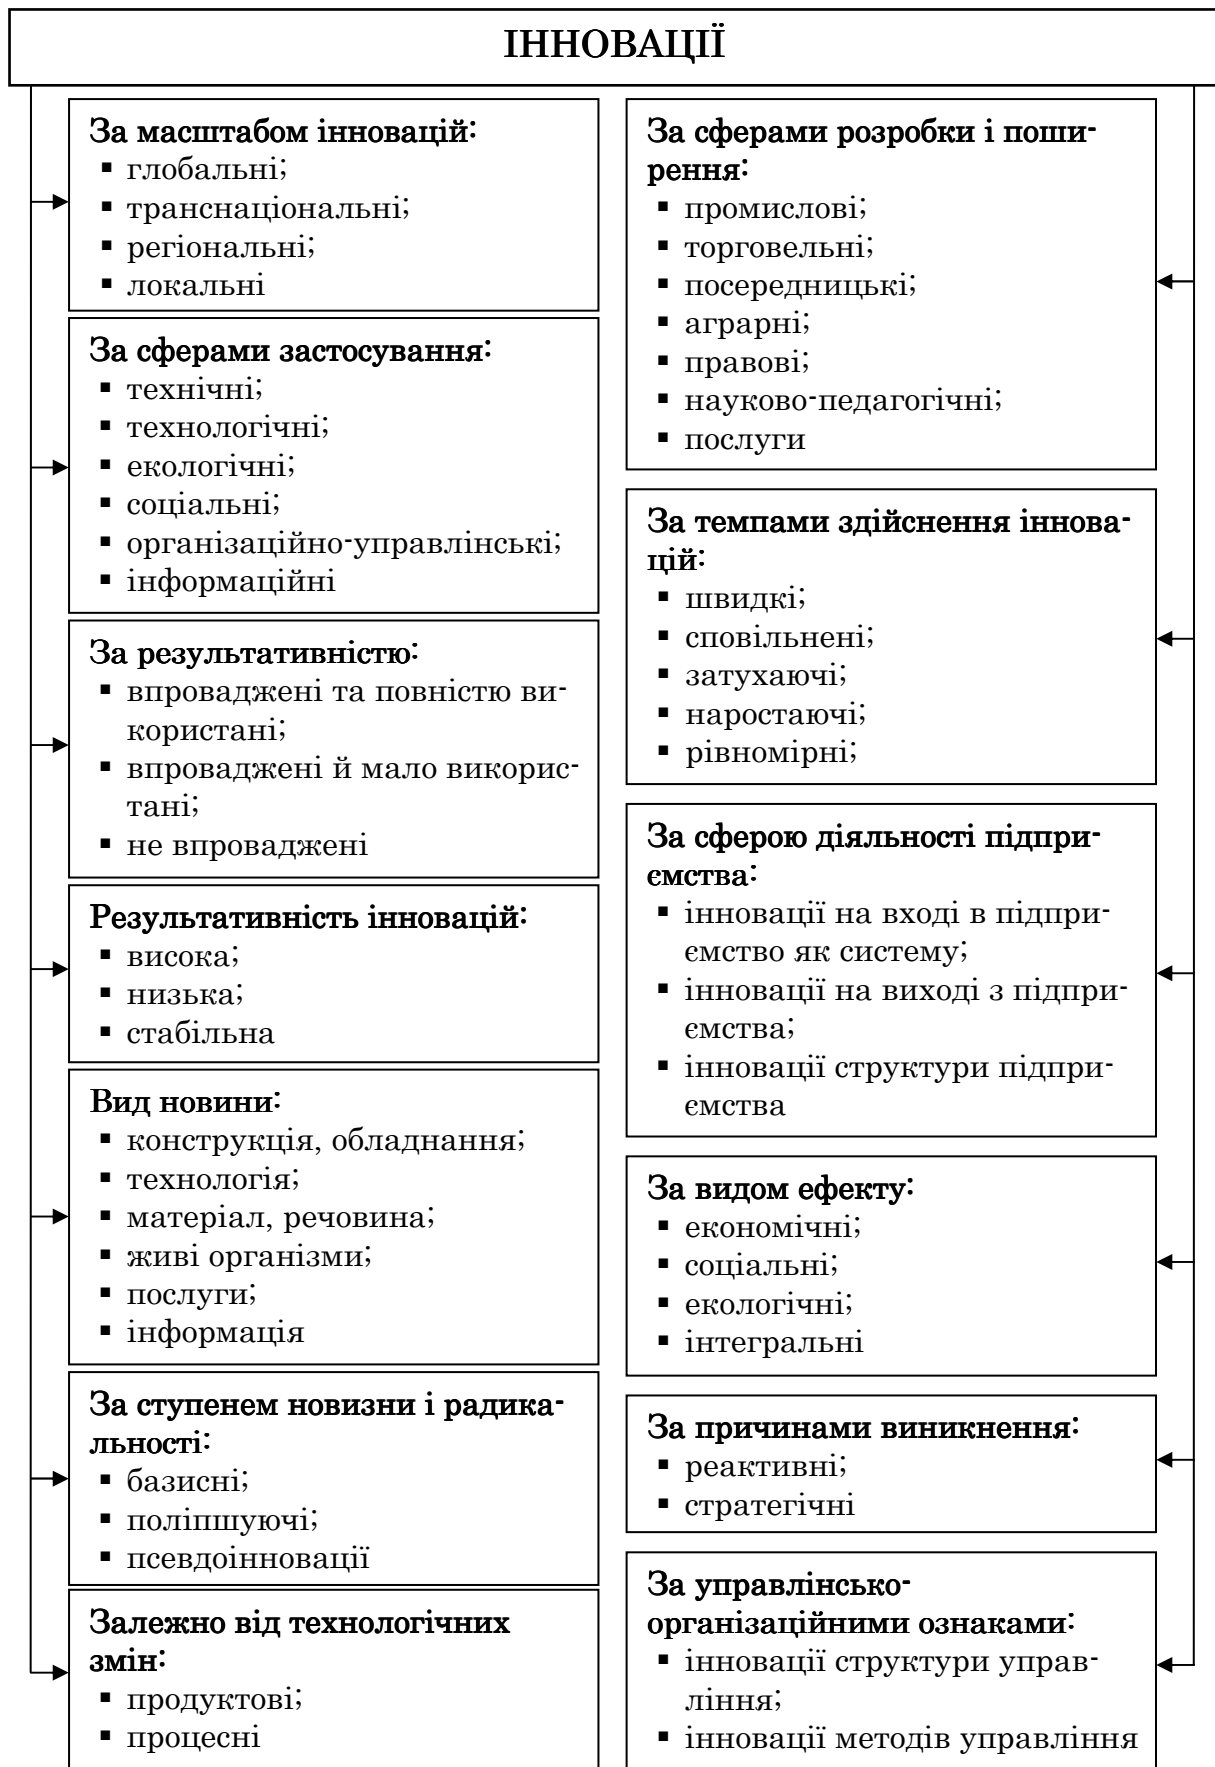 ІННОВАЦІЇ
За масштабом інновацій:
▪ глобальні;
▪ транснаціональні;
▪ регіональні;
▪ локальні
За сферами застосування:
▪ технічні;
▪ технологічні;
▪ екологічні;
▪ соціальні;
▪ організаційно-управлінські;
▪ інформаційні
За результативністю:
▪ впроваджені та повністю ви-
користані;
▪ впроваджені й мало викорис-
тані;
▪ не впроваджені
Результативність інновацій:
▪ висока;
▪ низька;
▪ стабільна
Вид новини:
▪ конструкція, обладнання;
▪ технологія;
▪ матеріал, речовина;
▪ живі організми;
▪ послуги;
▪ інформація
За ступенем новизни і радика-
льності:
▪ базисні;
▪ поліпшуючі;
▪ псевдоінновації
Залежно від технологічних
змін:
▪ продуктові;
▪ процесні
За сферами розробки і поши-
рення:
▪ промислові;
▪ торговельні;
▪ посередницькі;
▪ аграрні;
▪ правові;
▪ науково-педагогічні;
▪ послуги
За темпами здійснення іннова-
цій:
▪ швидкі;
▪ сповільнені;
▪ затухаючі;
▪ наростаючі;
▪ рівномірні;
За сферою діяльності підпри-
ємства:
▪ інновації на вході в підпри-
ємство як систему;
▪ інновації на виході з підпри-
ємства;
▪ інновації структури підпри-
ємства
За видом ефекту:
▪ економічні;
▪ соціальні;
▪ екологічні;
▪ інтегральні
За причинами виникнення:
▪ реактивні;
▪ стратегічні
За управлінсько-
організаційними ознаками:
▪ інновації структури управ-
ління;
▪ інновації методів управління